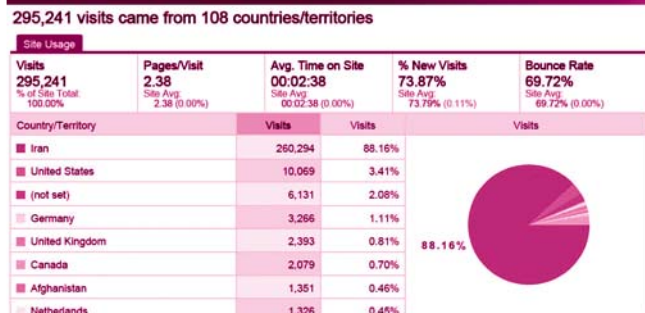 295,241 visits came from 108 countries/territories
Site Usage
Visits Pages/Visit Avg. Time on Site % New Visits Bounce Rate
295,241 2.38 00:02:38 73.87% 69.72%
% of Site Total: Site Avg: Site Avg: Site Avg: Site Avg:
100.00% 2.38 (0.00%) 00:02:38 (0.00%) 73.79% (0.11%) 69.72% (0.00%)
Country/Territory Visits Visits Visits
Iran 260,294 88.16%
United States 10,069 3.41%
(not set) 6,131 2.08%
Germany 3,266 1.11%
United Kingdom 2,393 0.81%
88.16%
Canada 2,079 0.70%
Afghanistan 1,351 0.46%
Netherlands 1,326 0.45%